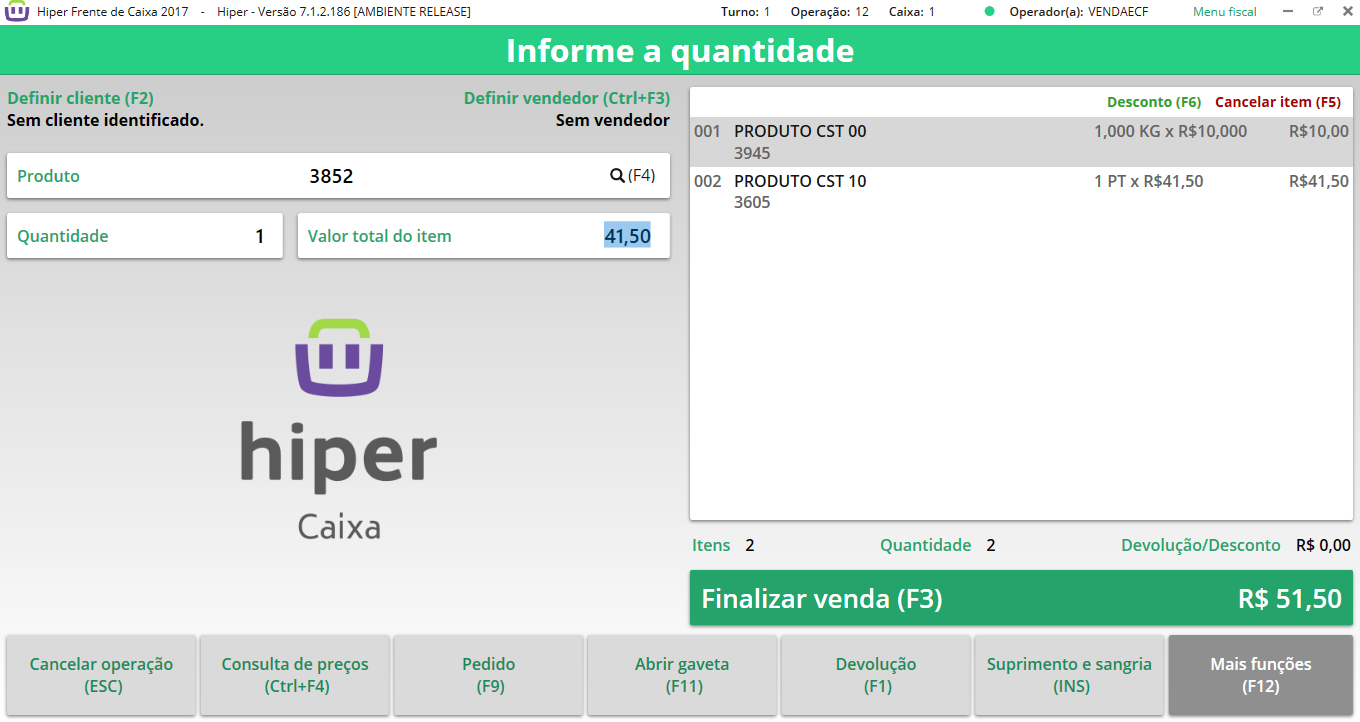 Hiper Frente de Caixa 2017 - Hiper - Versão 7.1.2.186 [AMBIENTE RELEASE] Turno: 1 Operação: 12 Caixa: 1 Operador(a): VENDAECF Menu fiscal
Informe a quantidade
Definir cliente (F2) Definir vendedor (Ctrl+F3)
Sem cliente identificado. Sem vendedor
Produto 3852 (F4)
Quantidade 1 Valor total do item 41,50
hiper
Caixa
Desconto (F6) Cancelar item (F5)
001 PRODUTO CST 00 1,000 KG x R$10,000 R$10,00
3945
002 PRODUTO CST 10 1 PT x R$41,50 R$41,50
3605
Itens 2 Quantidade 2 Devolução/Desconto R$ 0,00
Finalizar venda (F3) R$ 51,50
Cancelar operação (ESC)
Consulta de preços (Ctrl+F4)
Pedido (F9)
Abrir gaveta (F11)
Devolução (F1)
Suprimento e sangria (INS)
Mais funções (F12)